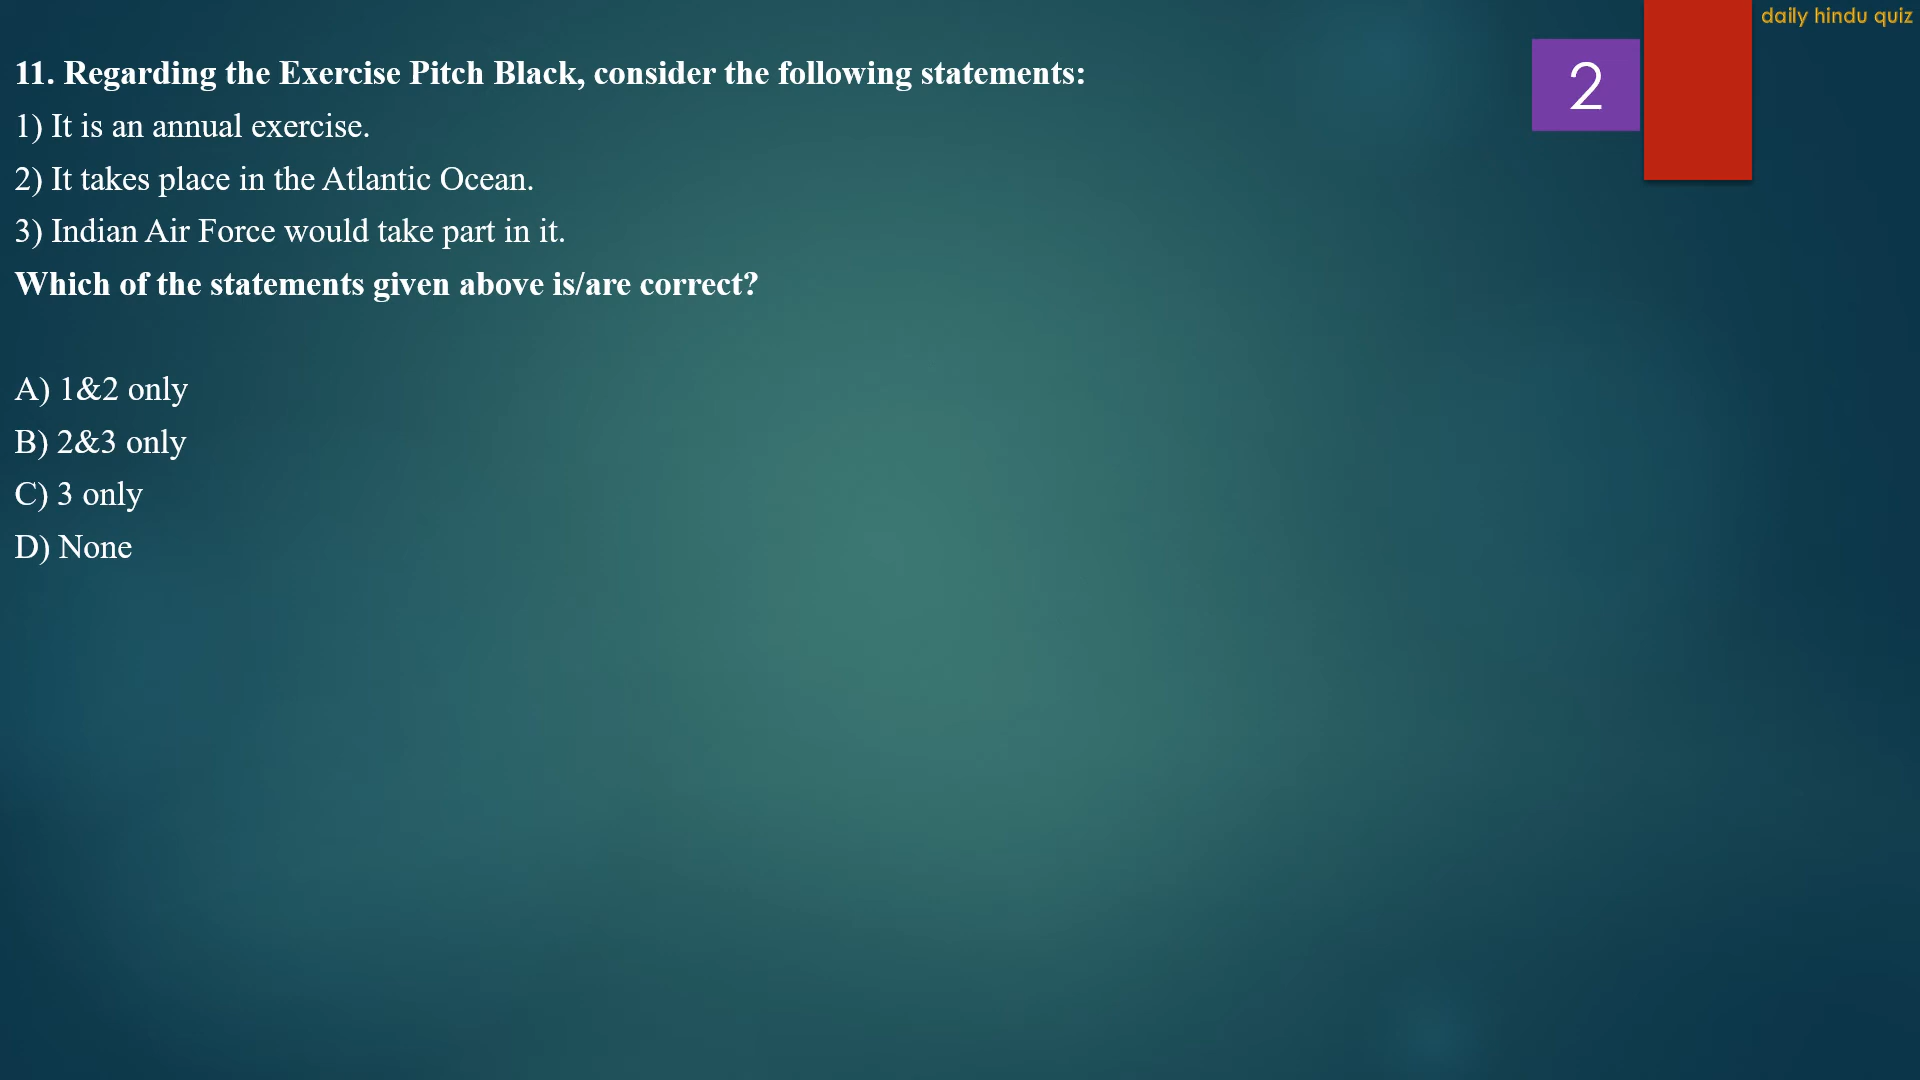 daily hindu quiz
2
11. Regarding the Exercise Pitch Black, consider the following statements:
1) It is an annual exercise.
2) It takes place in the Atlantic Ocean.
3) Indian Air Force would take part in it.
Which of the statements given above is/are correct?
A) 1&2 only
B) 2&3 only
C) 3 only
D) None